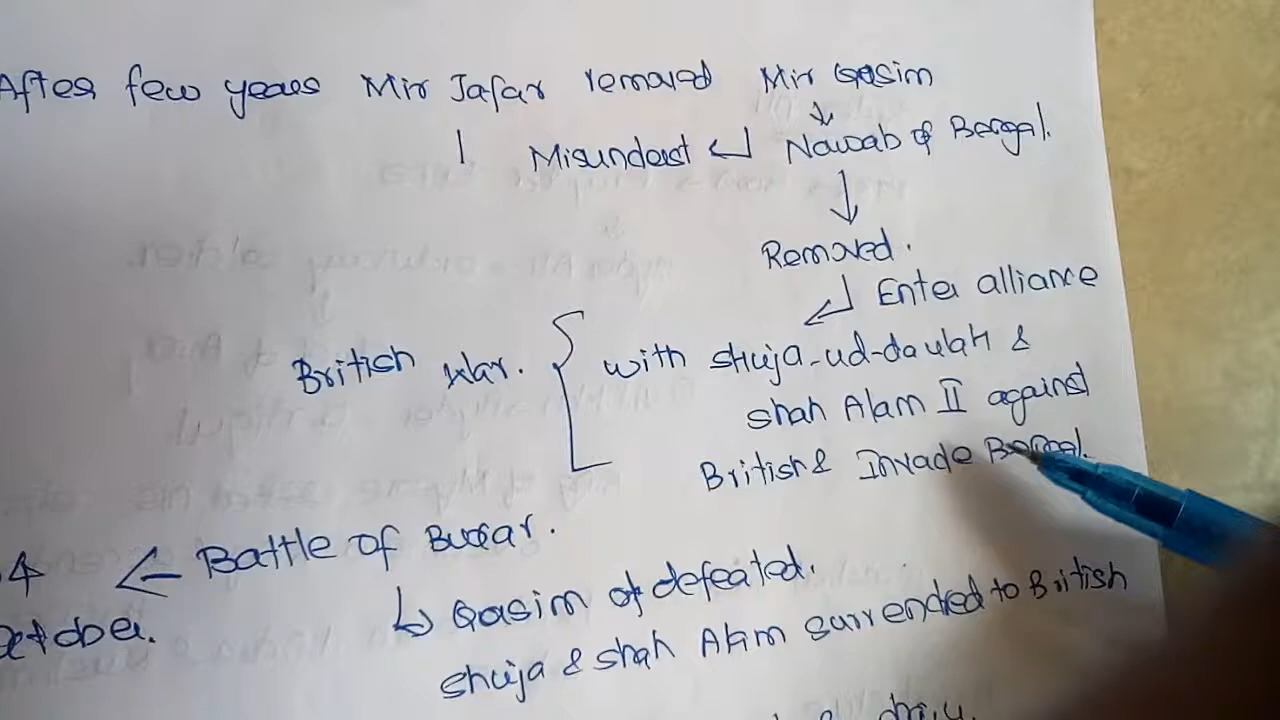 After few years Mir Jafar removed Mir Qasim
Misunderst Nawab of Bengal.
Removed.
Enter alliance
British war. with Shuja-ud-daulah &
shah Alam II against
British & Invade Bengal.
4 Battle of Buxar.
October. Qasim of defeated.
Shuja & shah Alam surrended to British